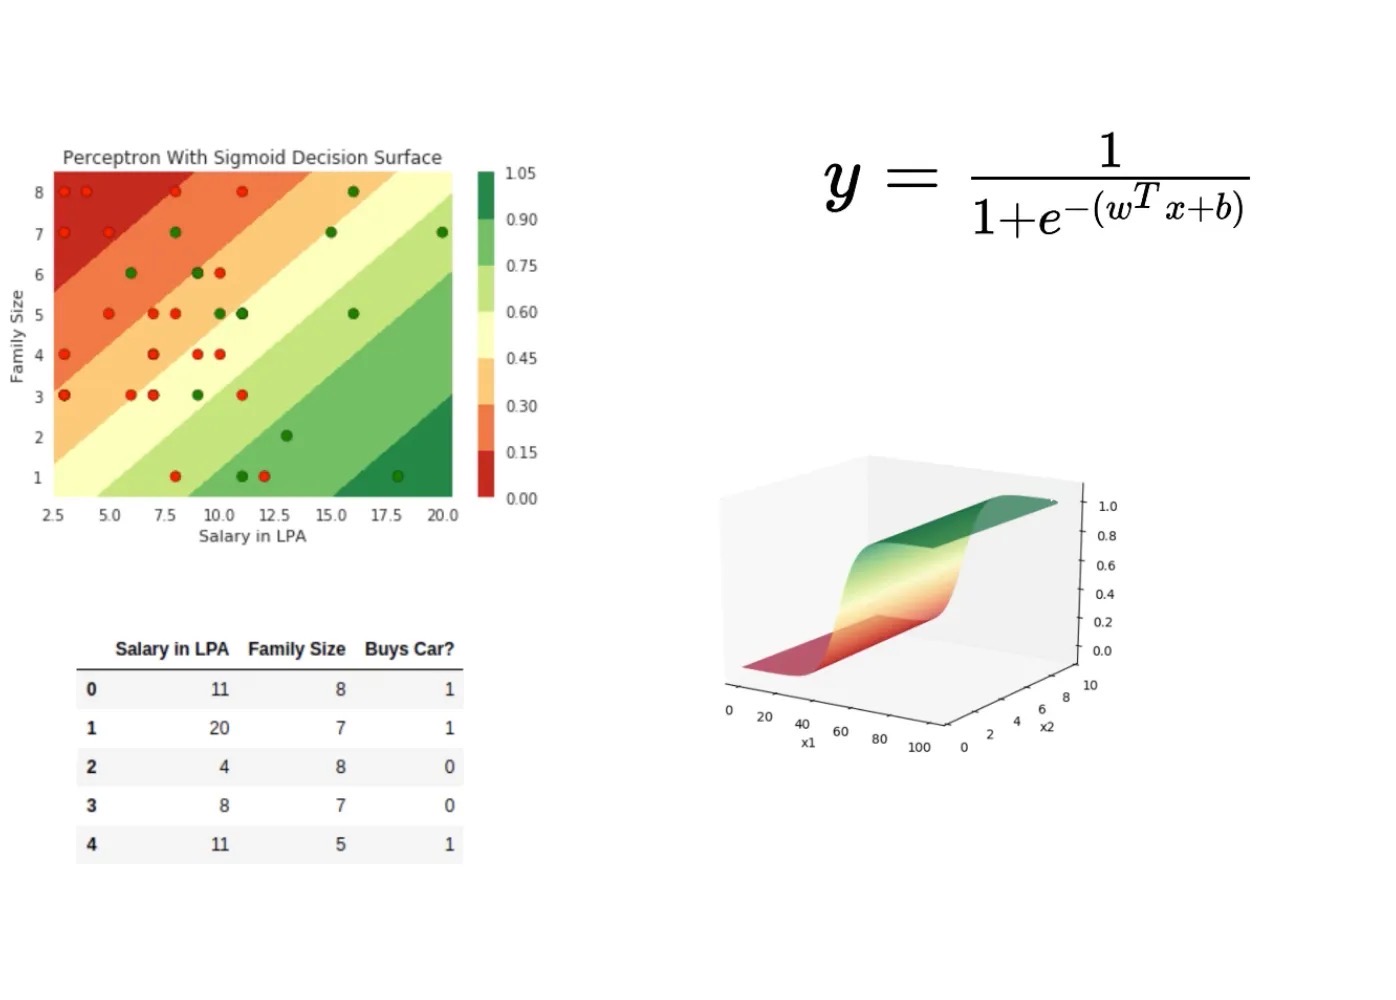 Perceptron With Sigmoid Decision Surface
8
7
6
5
4
3
2
1
Family Size
2.5 5.0 7.5 10.0 12.5 15.0 17.5 20.0
Salary in LPA
1.05
0.90
0.75
0.60
0.45
0.30
0.15
0.00
y = 1/(1+e^{-(w^T x+b)})
1.0
0.8
0.6
0.4
0.2
0.0
0 20 40 60 80 100
x1
0 2 4 6 8 10
x2
Salary in LPA Family Size Buys Car?
0 11 8 1
1 20 7 1
2 4 8 0
3 8 7 0
4 11 5 1